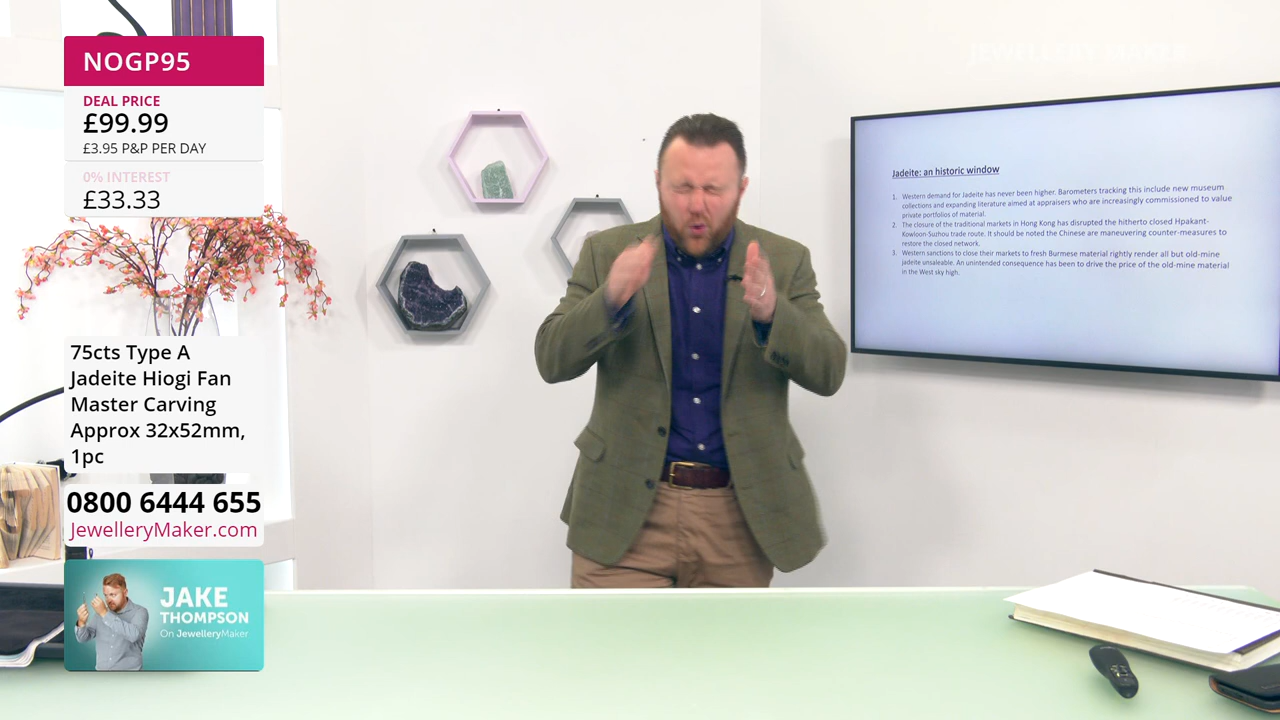 NOGP95
DEAL PRICE
£99.99
£3.95 P&P PER DAY
0% INTEREST
£33.33
75cts Type A
Jadeite Hiogi Fan
Master Carving
Approx 32x52mm,
1pc
0800 6444 655
JewelleryMaker.com
JAKE
THOMPSON
On JewelleryMaker
JEWELLERYMAKER
Jadeite: an historic window
1. Western demand for Jadeite has never been higher. Barometers tracking this include new museum
collections and expanding literature aimed at appraisers who are increasingly commissioned to value
private portfolios of material.
2. The closure of the traditional markets in Hong Kong has disrupted the hitherto closed Hpakant-
Kowloon-Suzhou trade route. It should be noted the Chinese are maneuvering counter-measures to
restore the closed network.
3. Western sanctions to close their markets to fresh Burmese material rightly render all but old-mine
jadeite unsaleable. An unintended consequence has been to drive the price of the old-mine material
in the West sky high.